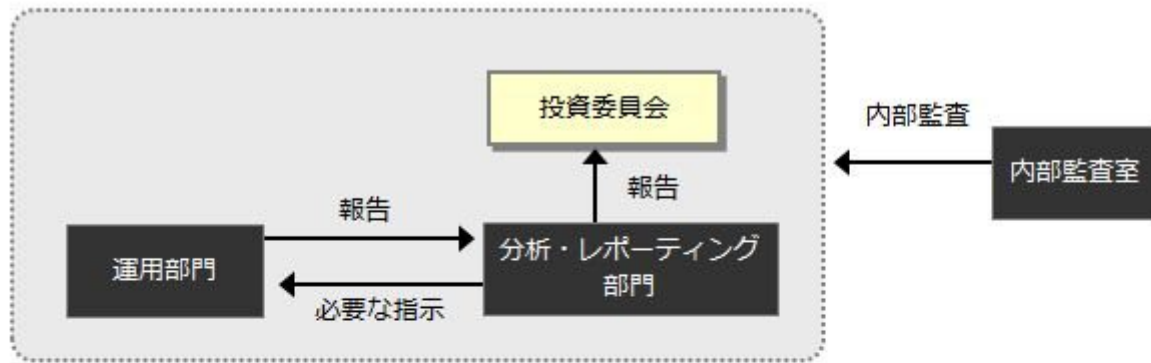 投資委員会
内部監査
内部監査室
報告
報告
運用部門
分析・レポーティング
部門
必要な指示